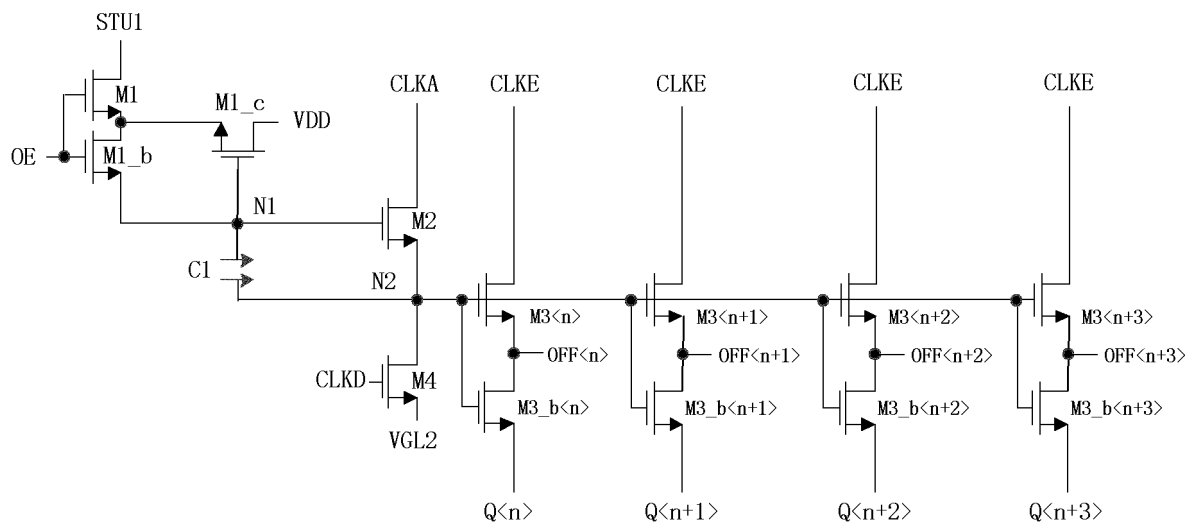 STU1
CLKA
CLKE
CLKE
CLKE
CLKE
M1
M1_c
VDD
OE
M1_b
N1
M2
C1
N2
M3<n>
M3<n+1>
M3<n+2>
M3<n+3>
OFF<n>
OFF<n+1>
OFF<n+2>
OFF<n+3>
CLKD
M4
M3_b<n>
M3_b<n+1>
M3_b<n+2>
M3_b<n+3>
VGL2
Q<n>
Q<n+1>
Q<n+2>
Q<n+3>